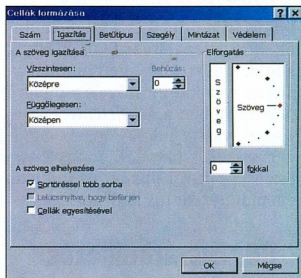 Cellák formázása
Szám Igazítás Betűtípus Szegély Mintázat Védelem
A szöveg igazítása
Vízszintesen:
Középre
Behúzás:
0
Függőlegesen:
Középen
A szöveg elhelyezése
Sortöréssel több sorba
Lekicsinyítve, hogy beférjen
Cellák egyesítésével
Elforgatás
Szöveg
Szöveg
0 fokkal
OK Mégse